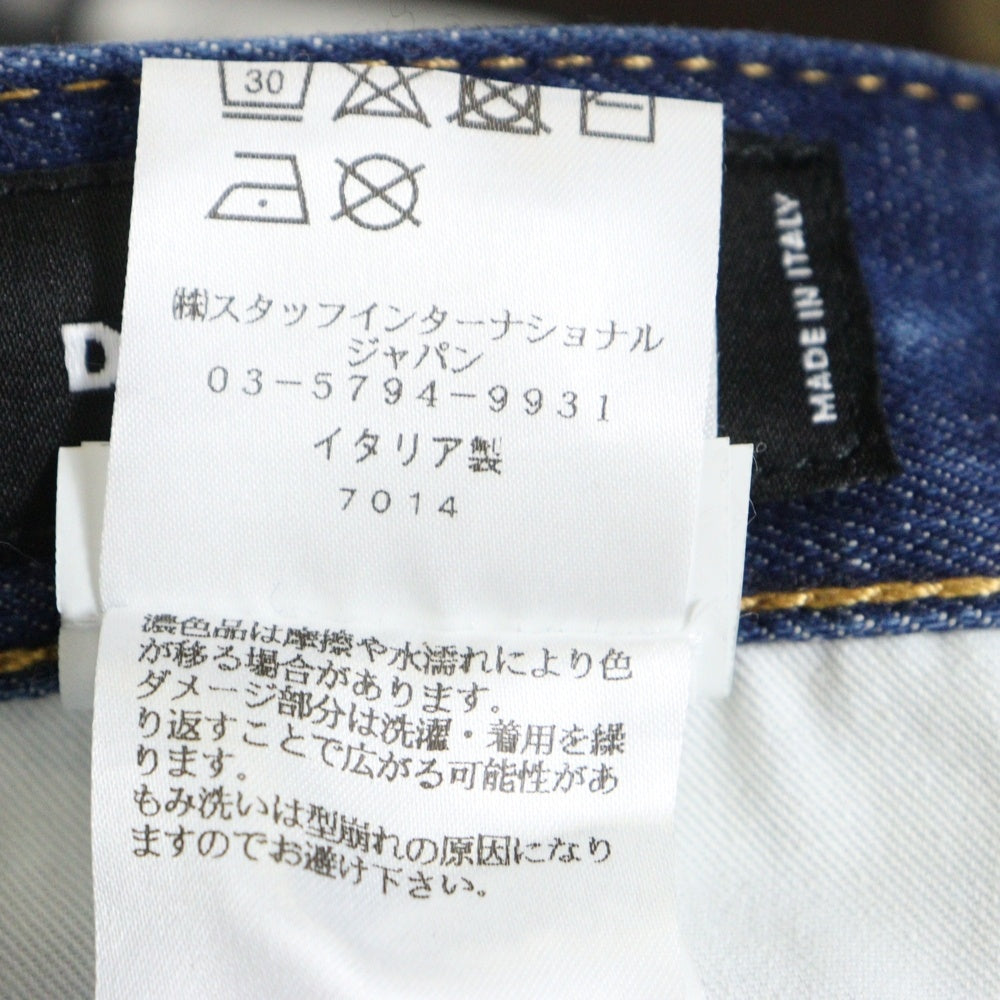 30
㈱スタッフインターナショナル
ジャパン
03-5794-9931
イタリア製
7014
濃色品は摩擦や水濡れにより色
が移る場合があります。
ダメージ部分は洗濯・着用を繰
り返すことで広がる可能性があ
ります。
もみ洗いは型崩れの原因になり
ますのでお避け下さい。
D
MADE IN ITALY